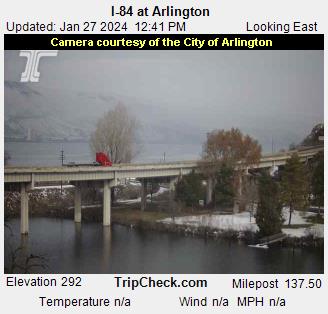 I-84 at Arlington
Updated: Jan 27 2024 12:41 PM Looking East
Camera courtesy of the City of Arlington
Elevation 292 TripCheck.com Milepost 137.50
Temperature n/a Wind n/a MPH n/a